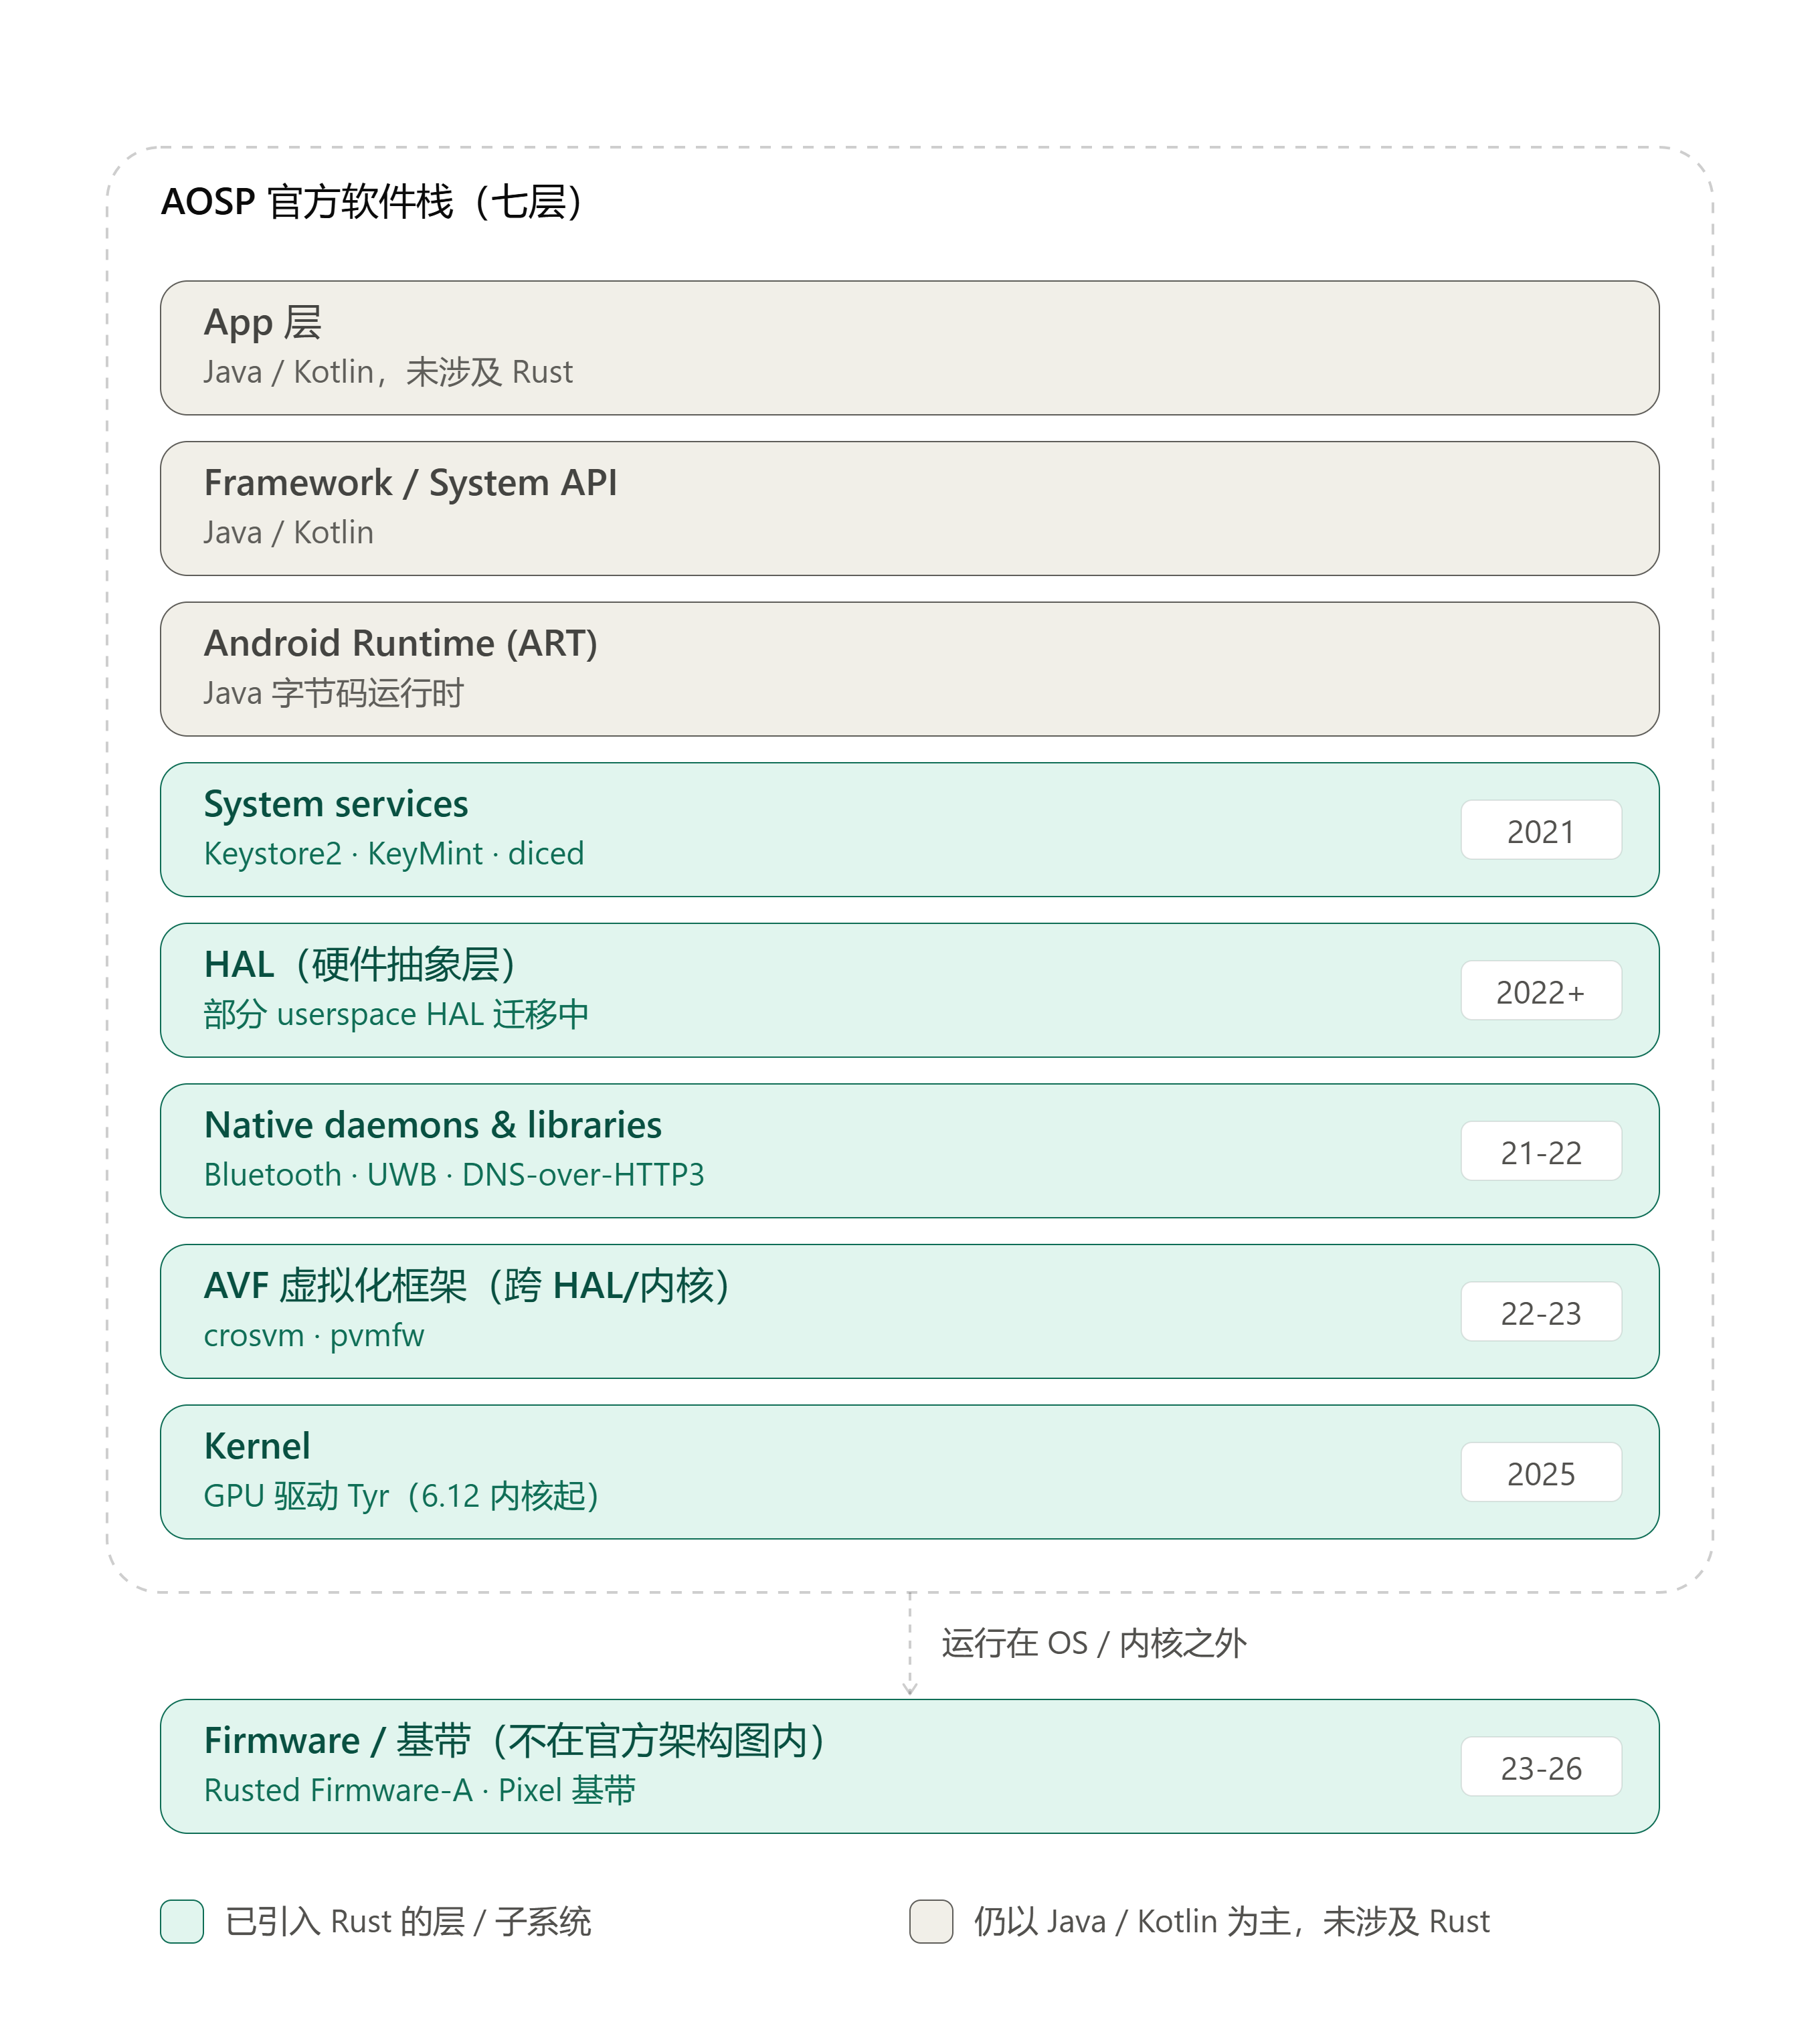 AOSP 官方软件栈（七层）
App 层
Java / Kotlin，未涉及 Rust
Framework / System API
Java / Kotlin
Android Runtime (ART)
Java 字节码运行时
System services
Keystore2 · KeyMint · diced
2021
HAL（硬件抽象层）
部分 userspace HAL 迁移中
2022+
Native daemons & libraries
Bluetooth · UWB · DNS-over-HTTP3
21-22
AVF 虚拟化框架（跨 HAL/内核）
crosvm · pvmfw
22-23
Kernel
GPU 驱动 Tyr（6.12 内核起）
2025
运行在 OS / 内核之外
Firmware / 基带（不在官方架构图内）
Rusted Firmware-A · Pixel 基带
23-26
已引入 Rust 的层 / 子系统
仍以 Java / Kotlin 为主，未涉及 Rust